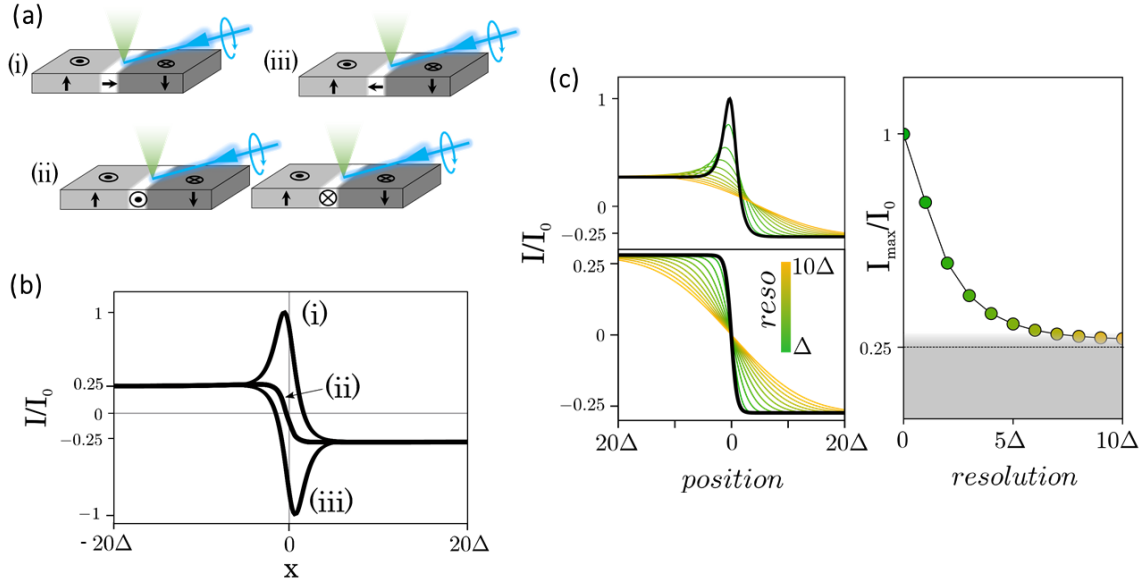 (a)
(i)
(iii)
(ii)
(b)
I/I₀
1
0.25
0
-0.25
-1
(i)
(ii)
(iii)
- 20Δ
0
20Δ
x
(c)
I/I₀
1
0
-0.25
0.25
0
-0.25
reso
10Δ
Δ
20Δ
0
20Δ
position
Imax/I₀
1
0.25
0
5Δ
10Δ
resolution